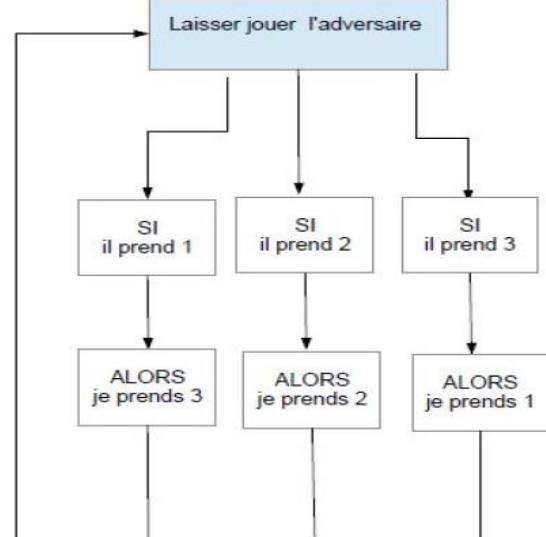 Laisser jouer l'adversaire
SI
il prend 1
SI
il prend 2
SI
il prend 3
ALORS
je prends 3
ALORS
je prends 2
ALORS
je prends 1